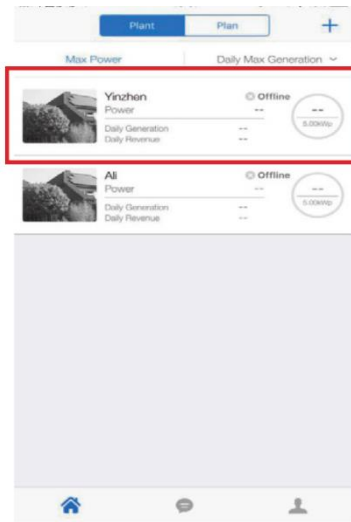 Plant Plan +
Max Power Daily Max Generation
Yinzhen Offline
Power -- --
5.00kWp
Daily Generation --
Daily Revenue --
Ali Offline
Power -- --
5.00kWp
Daily Generation --
Daily Revenue --